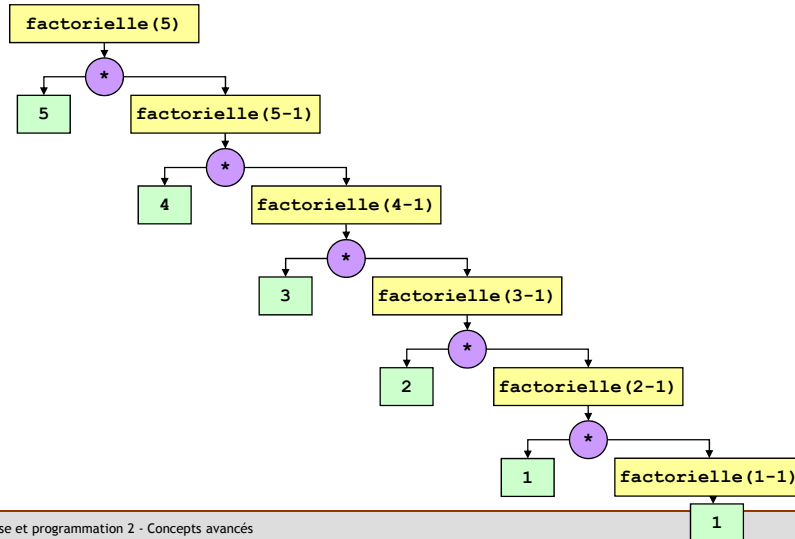 factorielle(5)
*
5
factorielle(5-1)
*
4
factorielle(4-1)
*
3
factorielle(3-1)
*
2
factorielle(2-1)
*
1
factorielle(1-1)
1
se et programmation 2 - Concepts avancés